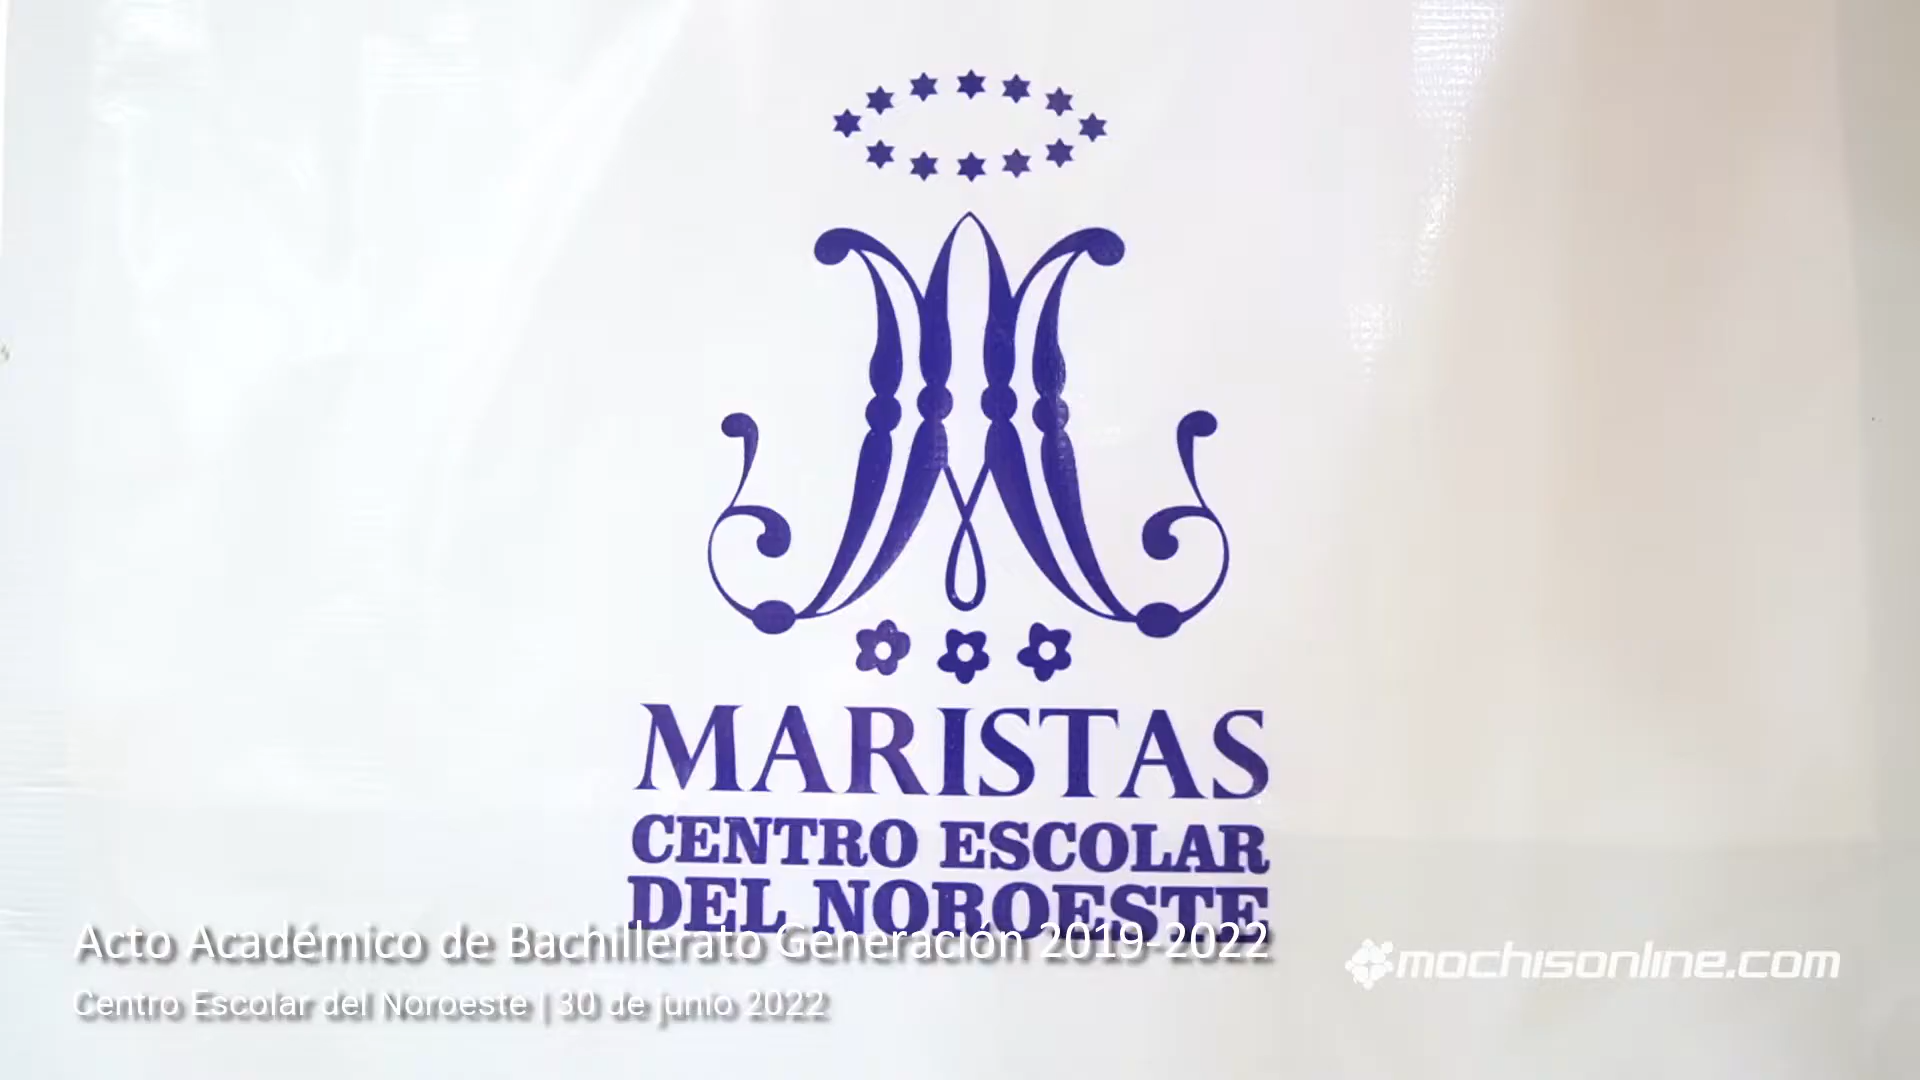 MARISTAS
CENTRO ESCOLAR
DEL NOROESTE
Acto Académico de Bachillerato Generación 2019-2022
Centro Escolar del Noroeste | 30 de junio 2022
mochisonline.com